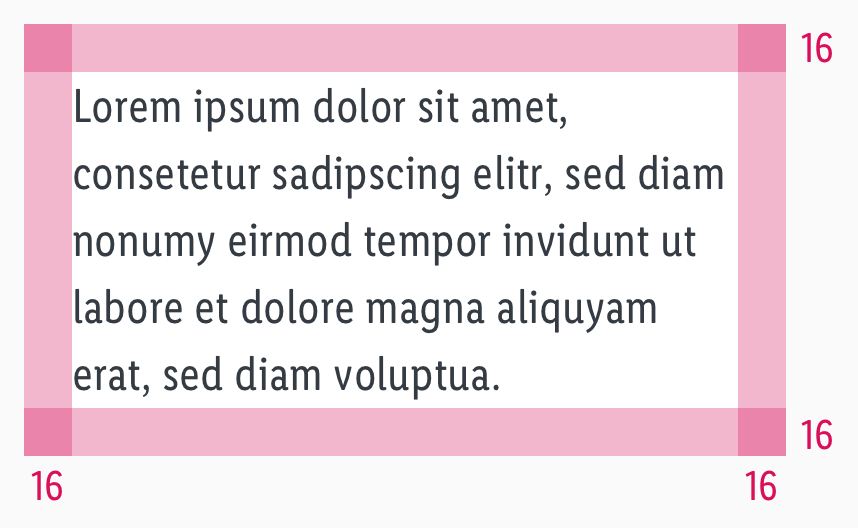 16
Lorem ipsum dolor sit amet,
consetetur sadipscing elitr, sed diam
nonumy eirmod tempor invidunt ut
labore et dolore magna aliquyam
erat, sed diam voluptua.
16
16 16